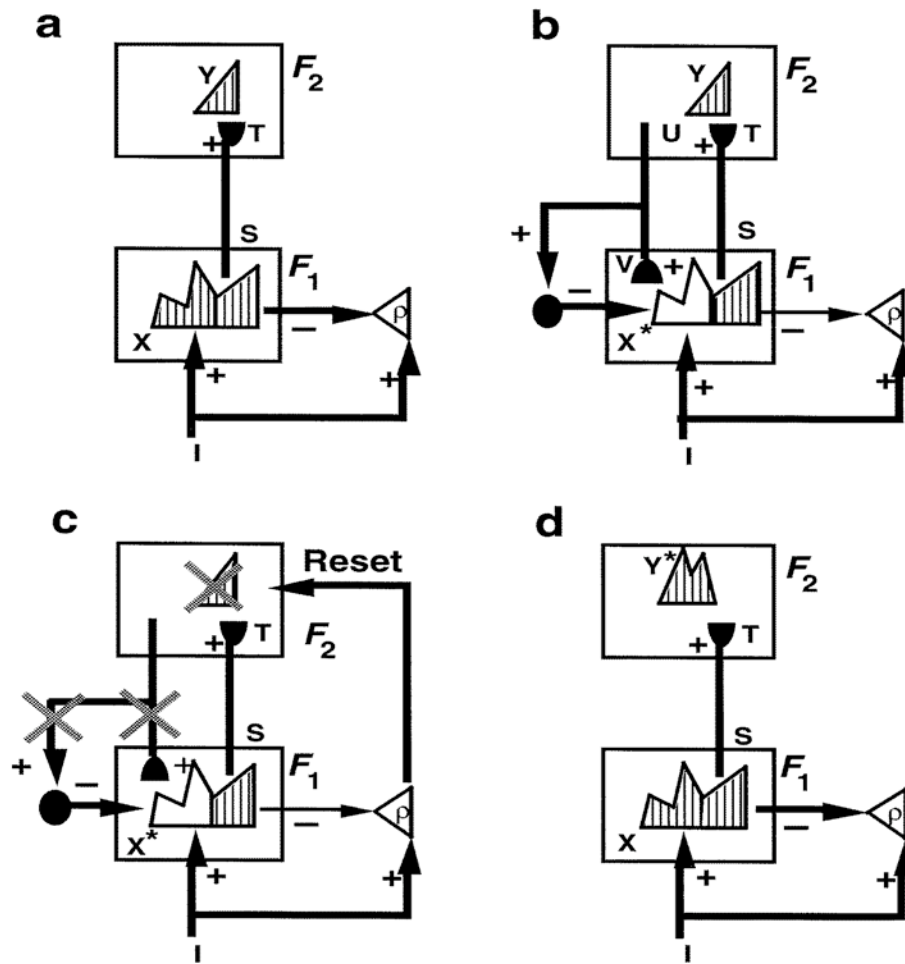 a
Y
F2
+
T
S
F1
X
−
ρ
+
+
I
b
Y
F2
U
+
T
+
S
V
+
F1
−
X*
−
ρ
+
+
I
c
Reset
+
T
F2
S
+
−
+
F1
X*
−
ρ
+
+
I
d
Y*
F2
+
T
S
F1
X
−
ρ
+
+
I